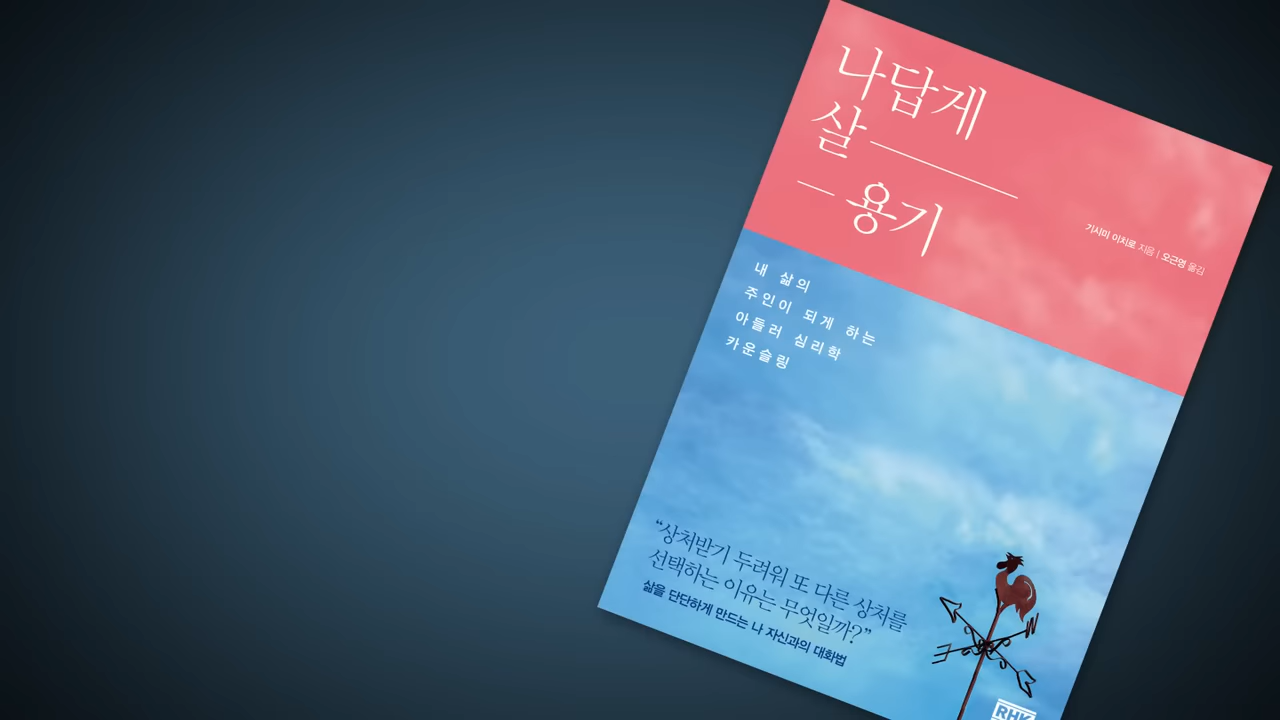 나답게
살
용기
기시미 이치로 지음 | 오근영 옮김
내 삶의
주인이 되게 하는
아들러 심리학
카운슬링
“상처받기 두려워 또 다른 상처를
선택하는 이유는 무엇일까?”
삶을 단단하게 만드는 나 자신과의 대화법
RHK